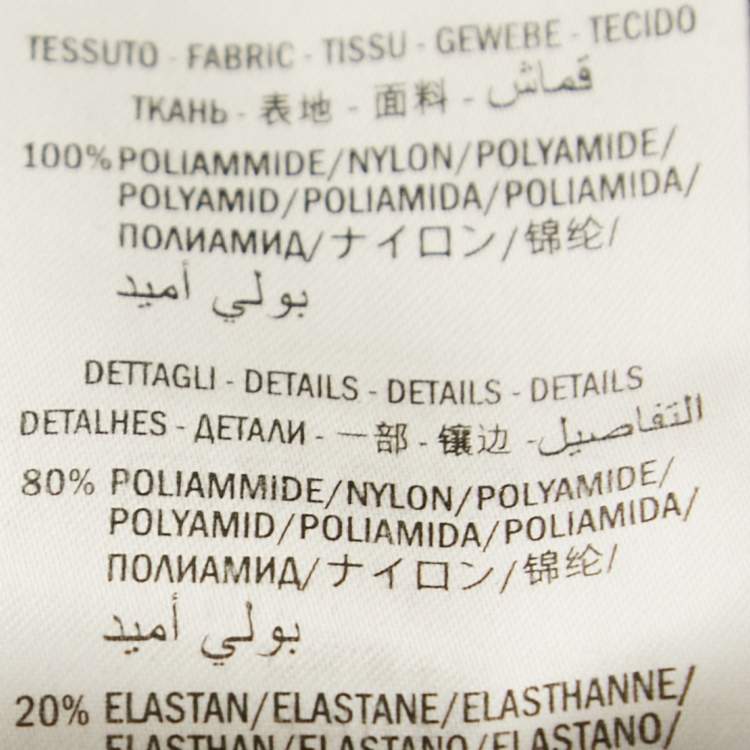 TESSUTO - FABRIC - TISSU - GEWEBE - TECIDO
ТКАНЬ - 表地 - 面料 - قماش
100% POLIAMMIDE/NYLON/POLYAMIDE/
POLYAMID/POLIAMIDA/POLIAMIDA/
ПОЛИАМИД/ナイロン/锦纶/
بولي أميد
DETTAGLI - DETAILS - DETAILS - DETAILS
DETALHES - ДЕТАЛИ - 一部 - 镶边 - التفاصيل
80% POLIAMMIDE/NYLON/POLYAMIDE/
POLYAMID/POLIAMIDA/POLIAMIDA/
ПОЛИАМИД/ナイロン/锦纶/
بولي أميد
20% ELASTAN/ELASTANE/ELASTHANNE/
ELASTHAN/ELASTANO/ELASTANO/